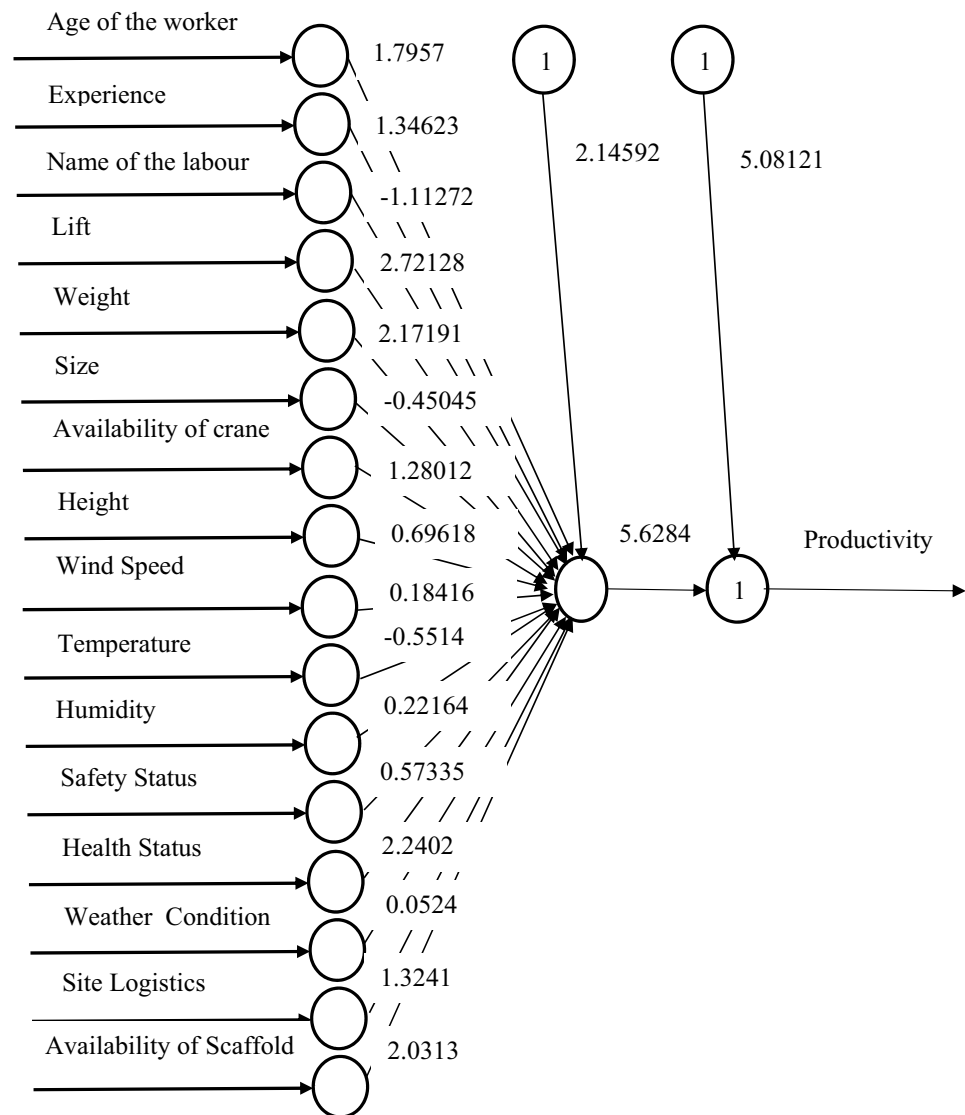 Age of the worker
1.7957
1
1
Experience
1.34623
2.14592
5.08121
Name of the labour
-1.11272
Lift
2.72128
Weight
2.17191
Size
-0.45045
Availability of crane
1.28012
Height
0.69618
5.6284
Productivity
Wind Speed
0.18416
1
Temperature
-0.5514
Humidity
0.22164
Safety Status
0.57335
Health Status
2.2402
Weather Condition
0.0524
Site Logistics
1.3241
Availability of Scaffold
2.0313